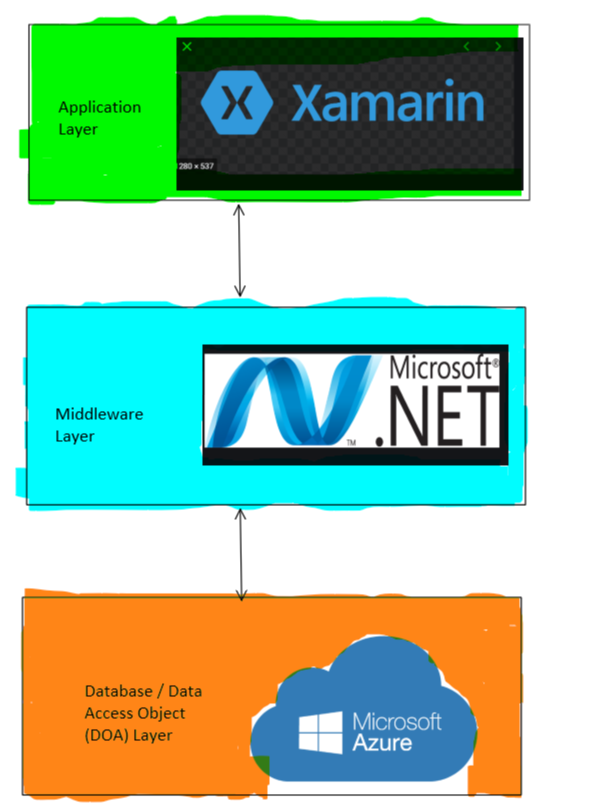 Application
Layer
X Xamarin
280 × 537
Middleware
Layer
Microsoft®
.NET
TM
Database / Data
Access Object
(DOA) Layer
Microsoft
Azure